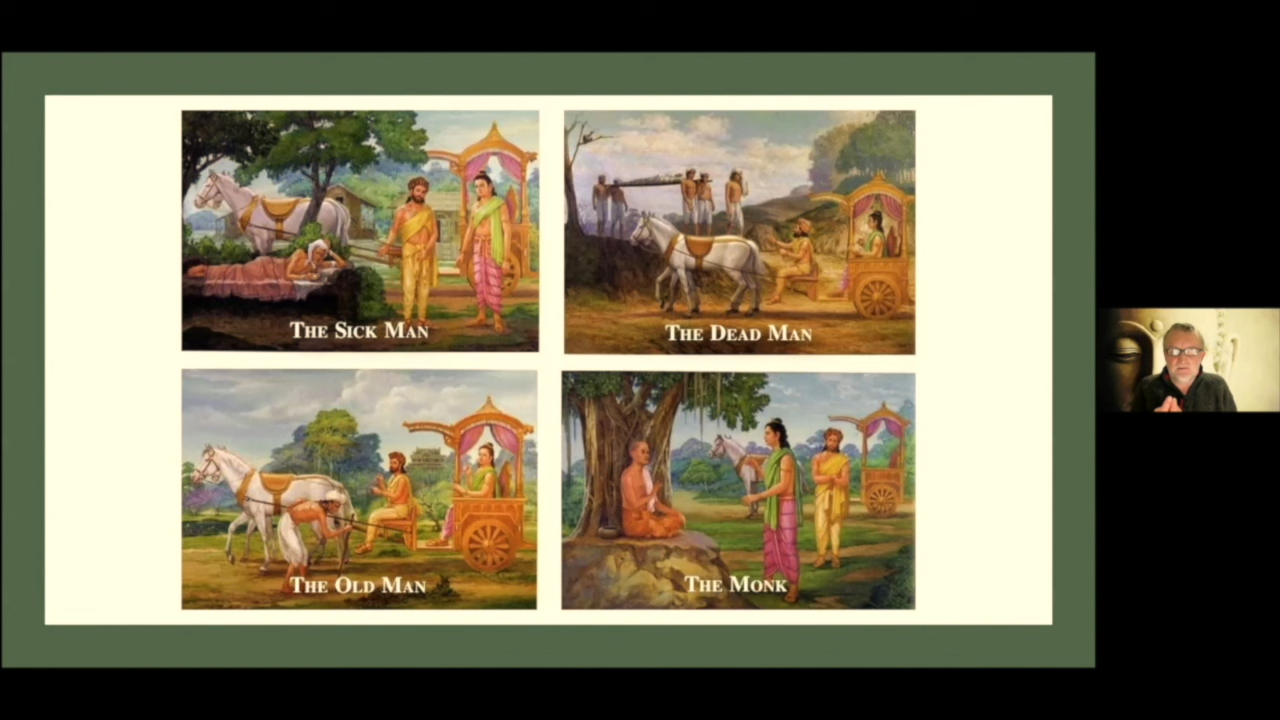 The Sick Man
The Dead Man
The Old Man
The Monk